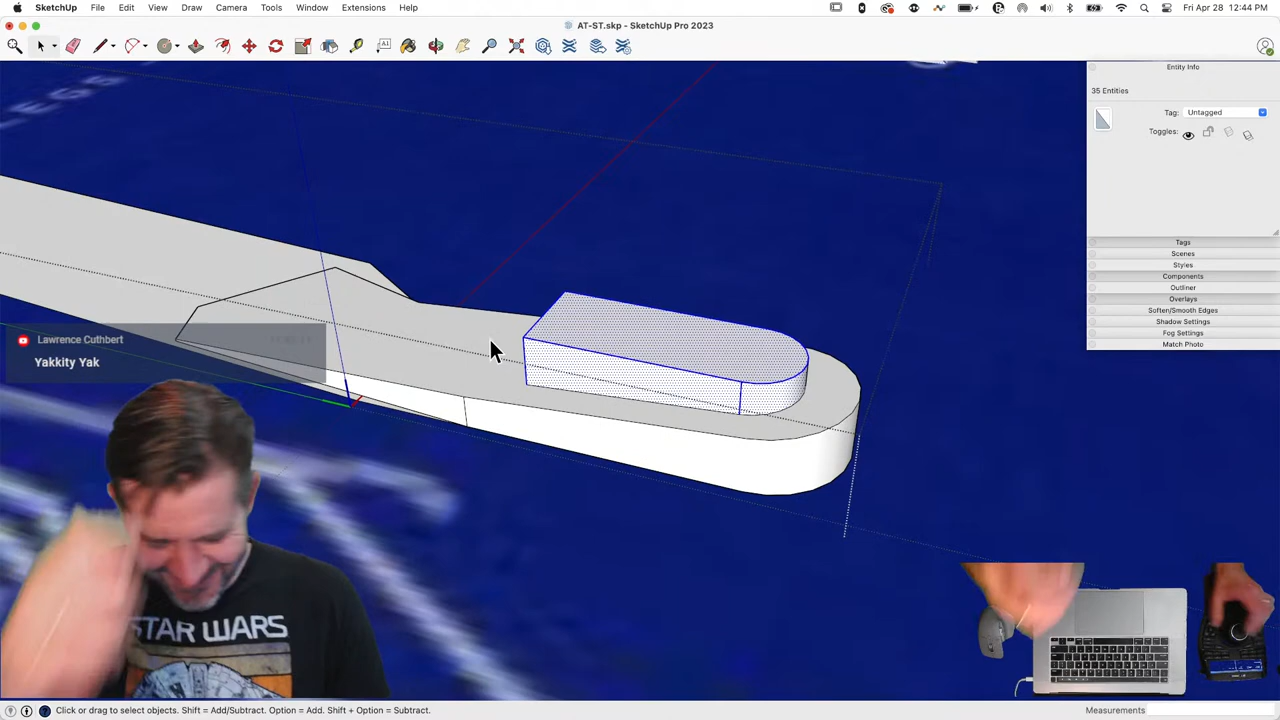 SketchUp File Edit View Draw Camera Tools Window Extensions Help
Fri Apr 28 12:44 PM
AT-ST.skp - SketchUp Pro 2023
Entity Info
35 Entities
Tag: Untagged
Toggles:
Tags
Scenes
Styles
Components
Outliner
Overlays
Soften/Smooth Edges
Shadow Settings
Fog Settings
Match Photo
LEGS
Lawrence Cuthbert
Yakkity Yak
STAR WARS
Click or drag to select objects. Shift = Add/Subtract. Option = Add. Shift + Option = Subtract.
Measurements